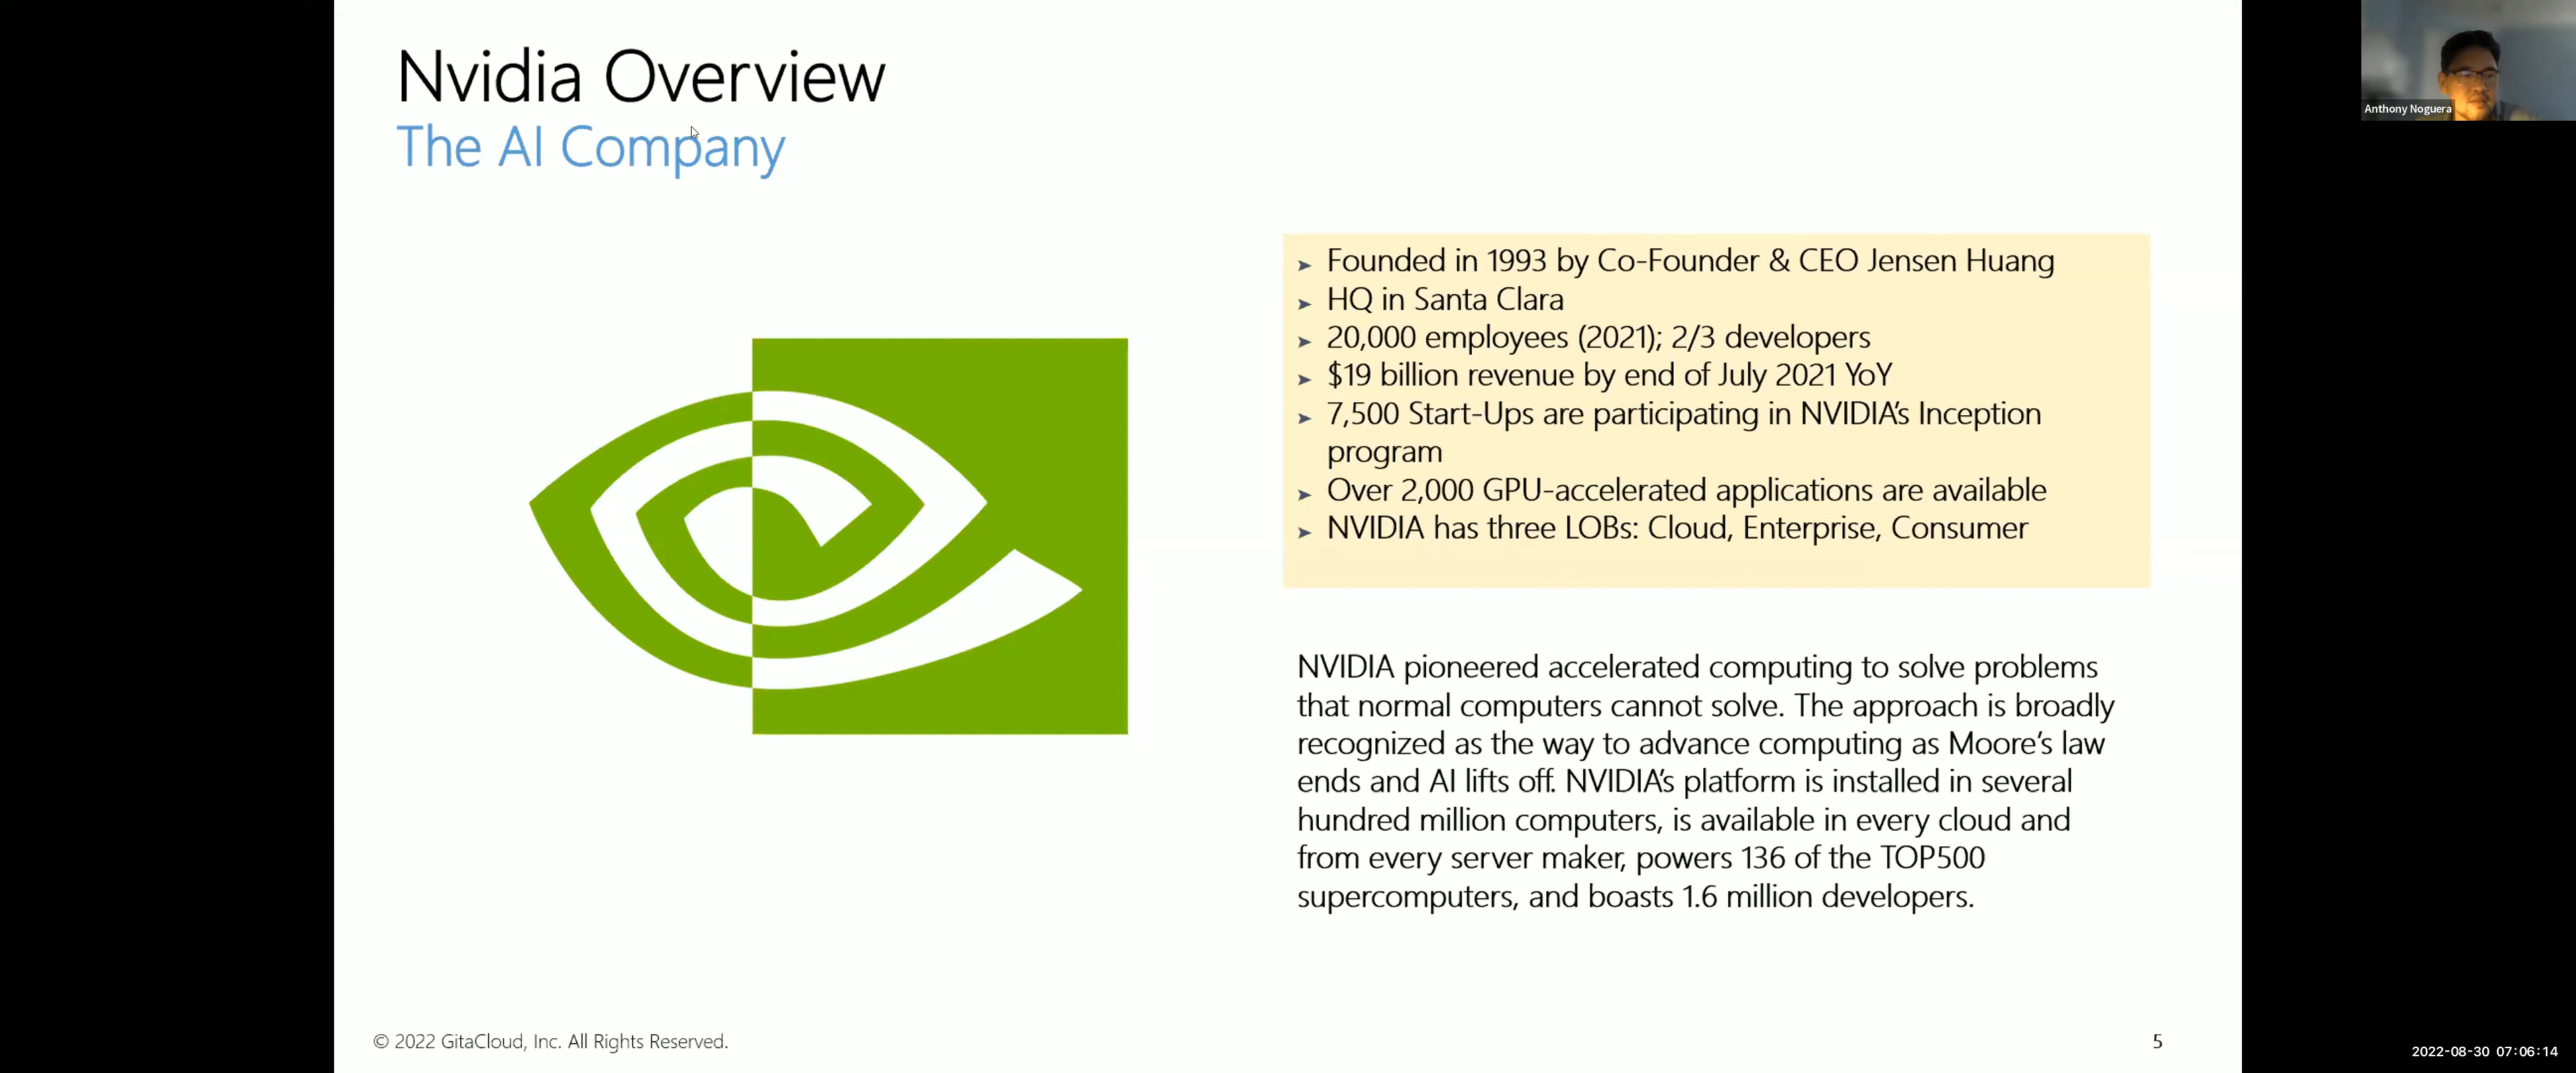 Nvidia Overview
The AI Company
Anthony Noguera
➤ Founded in 1993 by Co-Founder & CEO Jensen Huang
➤ HQ in Santa Clara
➤ 20,000 employees (2021); 2/3 developers
➤ $19 billion revenue by end of July 2021 YoY
➤ 7,500 Start-Ups are participating in NVIDIA's Inception
program
➤ Over 2,000 GPU-accelerated applications are available
➤ NVIDIA has three LOBs: Cloud, Enterprise, Consumer
NVIDIA pioneered accelerated computing to solve problems
that normal computers cannot solve. The approach is broadly
recognized as the way to advance computing as Moore's law
ends and AI lifts off. NVIDIA's platform is installed in several
hundred million computers, is available in every cloud and
from every server maker, powers 136 of the TOP500
supercomputers, and boasts 1.6 million developers.
© 2022 GitaCloud, Inc. All Rights Reserved.
5
2022-08-30 07:06:14